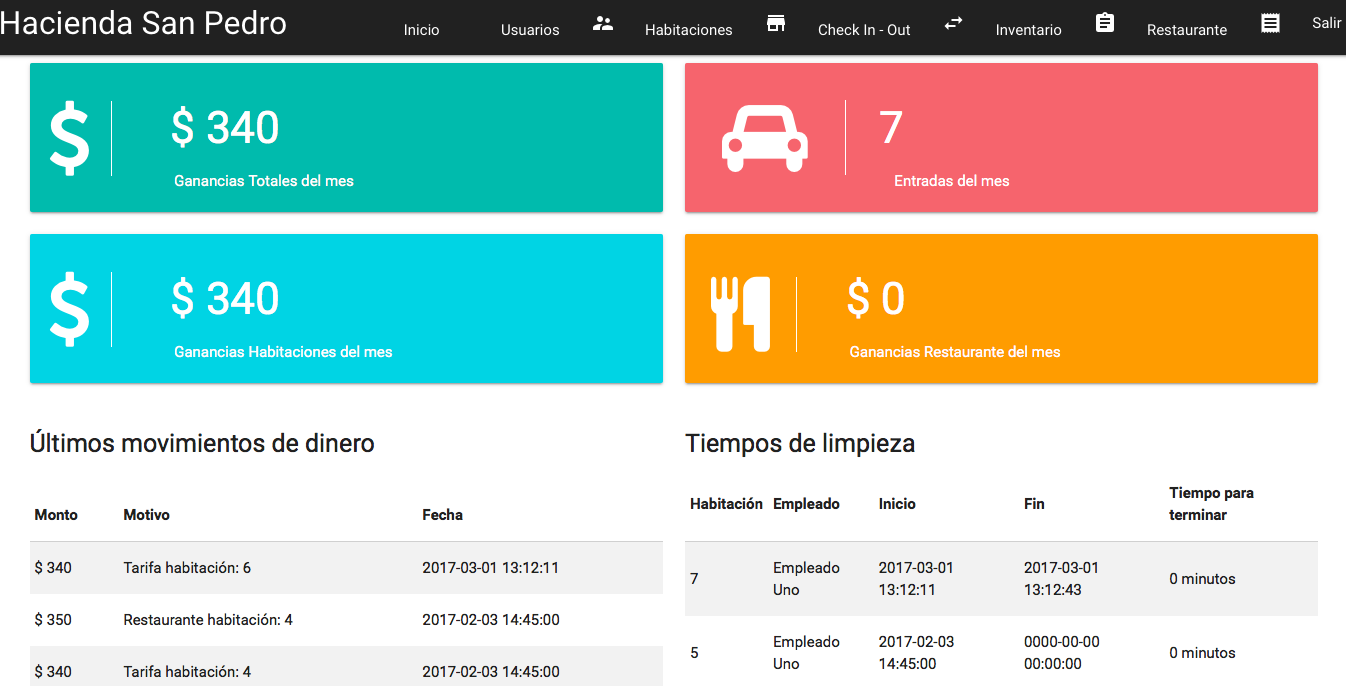 Hacienda San Pedro
Inicio Usuarios Habitaciones Check In - Out Inventario Restaurante Salir
$ 340
Ganancias Totales del mes
7
Entradas del mes
$ 340
Ganancias Habitaciones del mes
$ 0
Ganancias Restaurante del mes
Últimos movimientos de dinero
Monto Motivo Fecha
$ 340 Tarifa habitación: 6 2017-03-01 13:12:11
$ 350 Restaurante habitación: 4 2017-02-03 14:45:00
$ 340 Tarifa habitación: 4 2017-02-03 14:45:00
Tiempos de limpieza
Habitación Empleado Inicio Fin Tiempo para
terminar
7 Empleado 2017-03-01 2017-03-01 0 minutos
Uno 13:12:11 13:12:43
5 Empleado 2017-02-03 0000-00-00 0 minutos
Uno 14:45:00 00:00:00